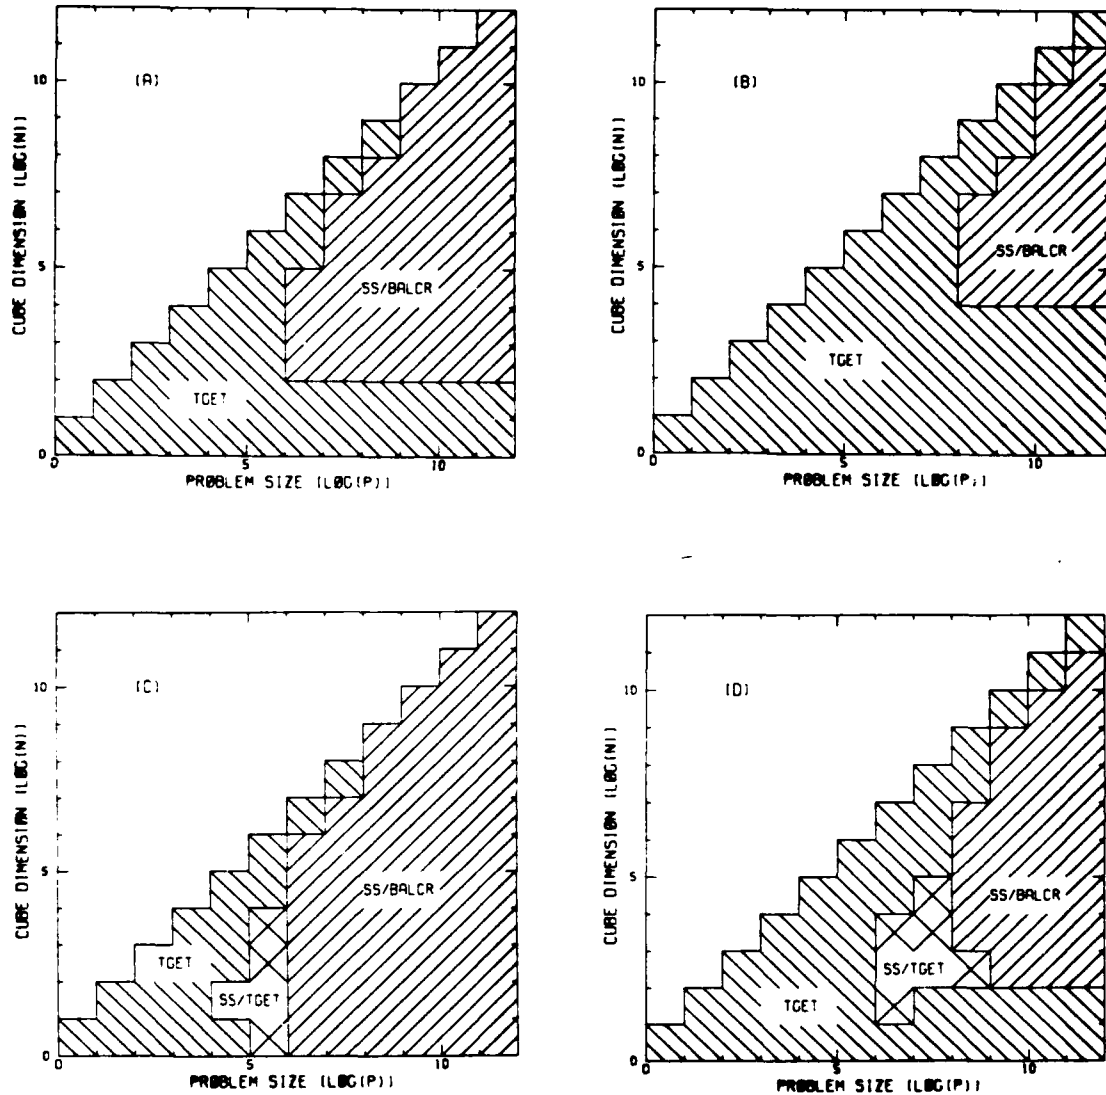 (A)
10
5
0
0 5 10
CUBE DIMENSION (LOG(N))
SS/BALCR
TGET
PROBLEM SIZE (LOG(P))
(B)
10
5
0
0 5 10
CUBE DIMENSION (LOG(N))
SS/BALCR
TGET
PROBLEM SIZE (LOG(P))
(C)
10
5
0
0 5 10
CUBE DIMENSION (LOG(N))
SS/BALCR
TGET
SS/TGET
PROBLEM SIZE (LOG(P))
(D)
10
5
0
0 5 10
CUBE DIMENSION (LOG(N))
SS/BALCR
SS/TGET
TGET
PROBLEM SIZE (LOG(P))